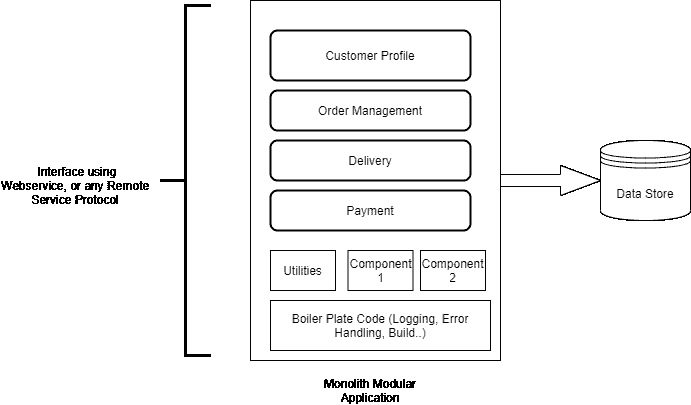 Customer Profile
Order Management
Delivery
Payment
Interface using
Webservice, or any Remote
Service Protocol
Data Store
Utilities
Component
1
Component
2
Boiler Plate Code (Logging, Error
Handling, Build..)
Monolith Modular
Application